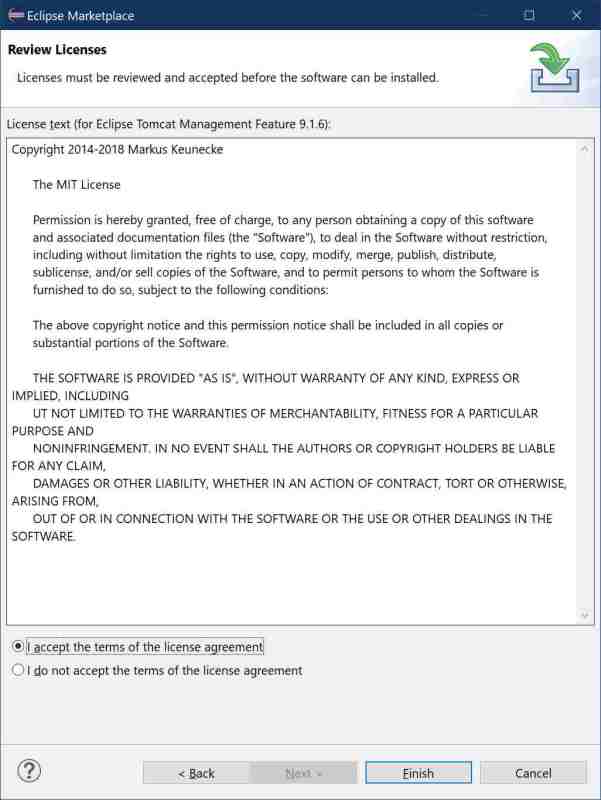 Eclipse Marketplace
Review Licenses
Licenses must be reviewed and accepted before the software can be installed.
License text (for Eclipse Tomcat Management Feature 9.1.6):
Copyright 2014-2018 Markus Keunecke
The MIT License
Permission is hereby granted, free of charge, to any person obtaining a copy of this software
and associated documentation files (the "Software"), to deal in the Software without restriction,
including without limitation the rights to use, copy, modify, merge, publish, distribute,
sublicense, and/or sell copies of the Software, and to permit persons to whom the Software is
furnished to do so, subject to the following conditions:
The above copyright notice and this permission notice shall be included in all copies or
substantial portions of the Software.
THE SOFTWARE IS PROVIDED "AS IS", WITHOUT WARRANTY OF ANY KIND, EXPRESS OR
IMPLIED, INCLUDING
UT NOT LIMITED TO THE WARRANTIES OF MERCHANTABILITY, FITNESS FOR A PARTICULAR
PURPOSE AND
NONINFRINGEMENT. IN NO EVENT SHALL THE AUTHORS OR COPYRIGHT HOLDERS BE LIABLE
FOR ANY CLAIM,
DAMAGES OR OTHER LIABILITY, WHETHER IN AN ACTION OF CONTRACT, TORT OR OTHERWISE,
ARISING FROM,
OUT OF OR IN CONNECTION WITH THE SOFTWARE OR THE USE OR OTHER DEALINGS IN THE
SOFTWARE.
I accept the terms of the license agreement
I do not accept the terms of the license agreement
? < Back Next > Finish Cancel